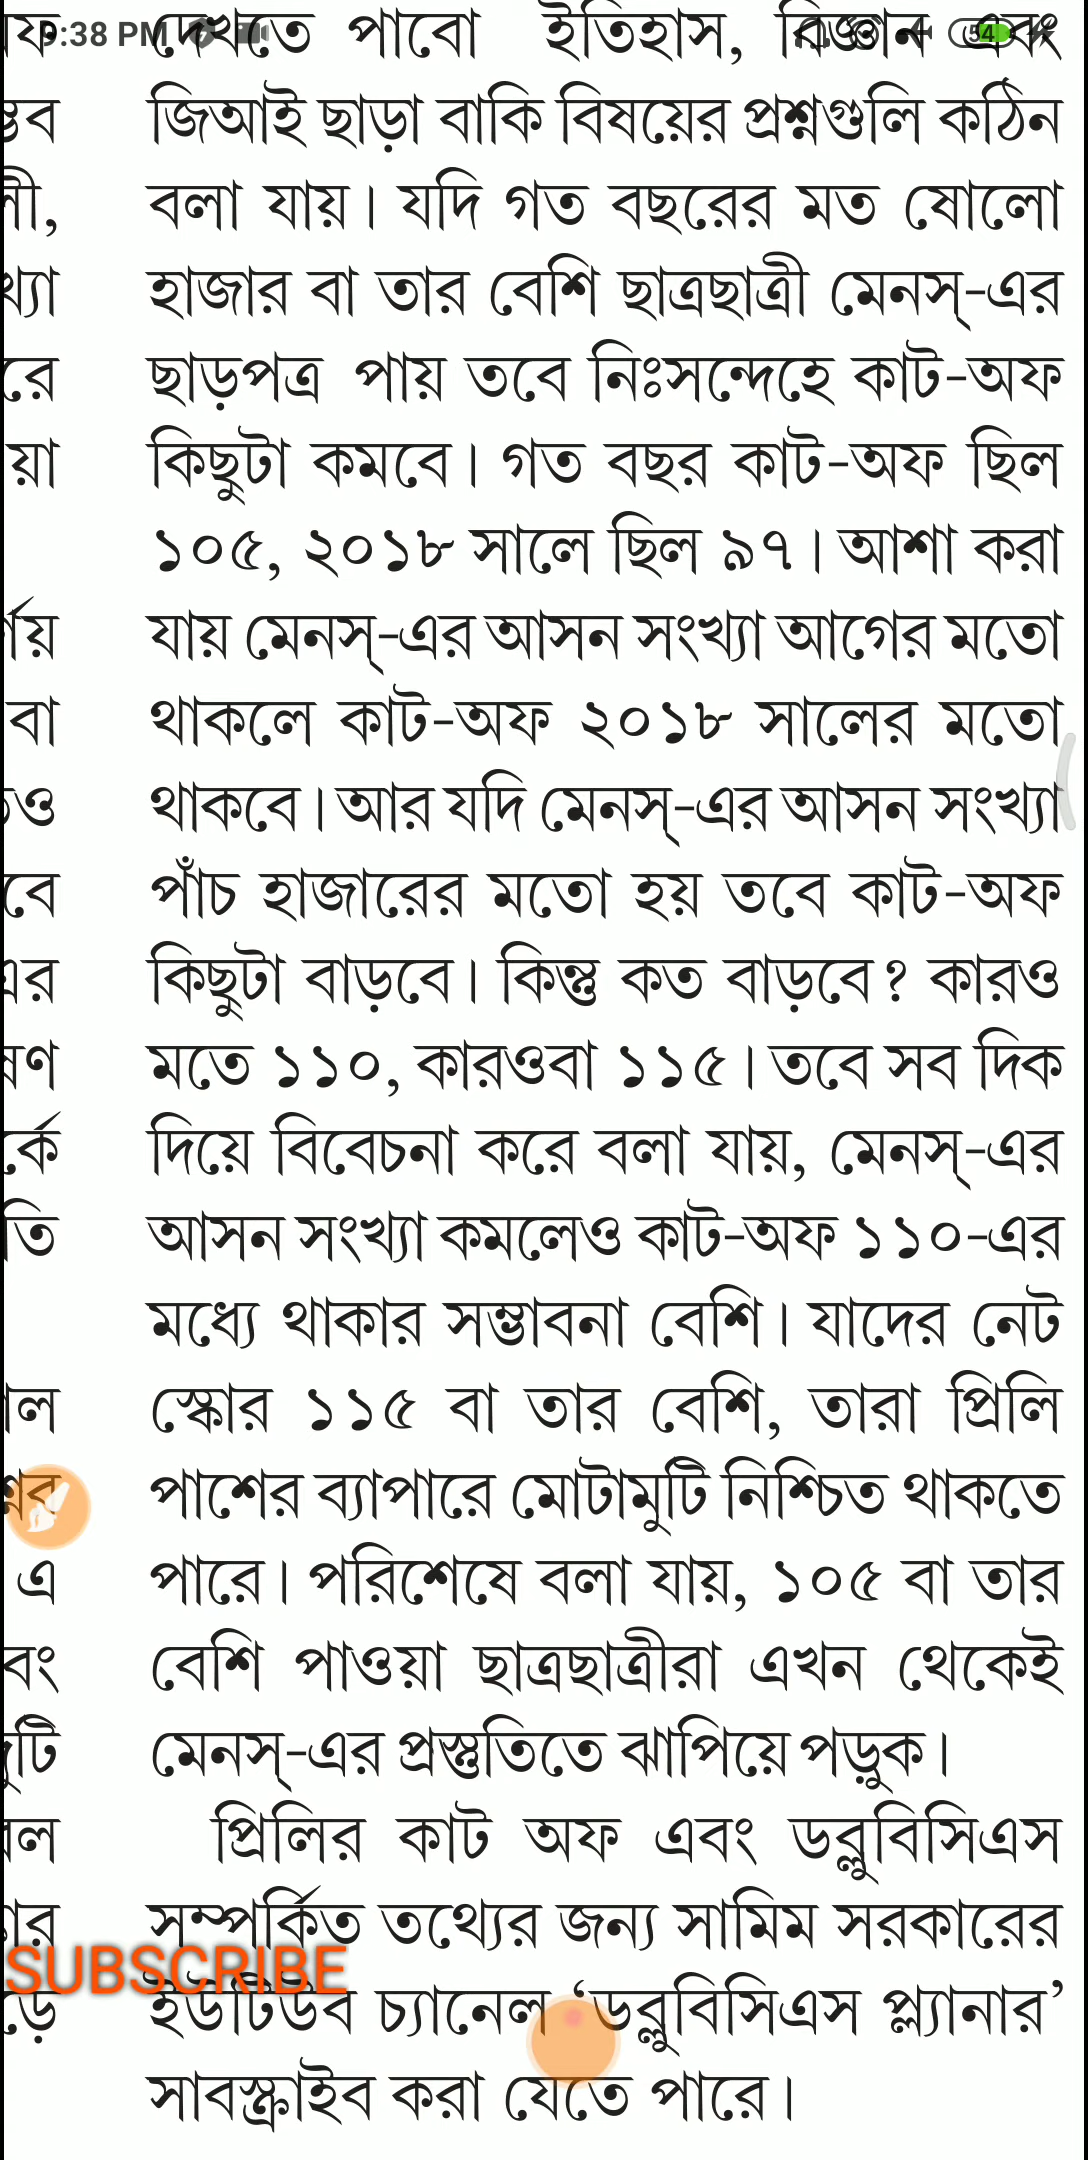 9:38 PM
54
দেখতে পাবো ইতিহাস, বিজ্ঞান এবং
জিআই ছাড়া বাকি বিষয়ের প্রশ্নগুলি কঠিন
বলা যায়। যদি গত বছরের মত ষোলো
হাজার বা তার বেশি ছাত্রছাত্রী মেনস্-এর
ছাড়পত্র পায় তবে নিঃসন্দেহে কাট-অফ
কিছুটা কমবে। গত বছর কাট-অফ ছিল
১০৫, ২০১৮ সালে ছিল ৯৭। আশা করা
যায় মেনস্-এর আসন সংখ্যা আগের মতো
থাকলে কাট-অফ ২০১৮ সালের মতো
থাকবে। আর যদি মেনস্-এর আসন সংখ্যা
পাঁচ হাজারের মতো হয় তবে কাট-অফ
কিছুটা বাড়বে। কিন্তু কত বাড়বে? কারও
মতে ১১০, কারওবা ১১৫। তবে সব দিক
দিয়ে বিবেচনা করে বলা যায়, মেনস্-এর
আসন সংখ্যা কমলেও কাট-অফ ১১০-এর
মধ্যে থাকার সম্ভাবনা বেশি। যাদের নেট
স্কোর ১১৫ বা তার বেশি, তারা প্রিলি
পাশের ব্যাপারে মোটামুটি নিশ্চিত থাকতে
পারে। পরিশেষে বলা যায়, ১০৫ বা তার
বেশি পাওয়া ছাত্রছাত্রীরা এখন থেকেই
মেনস্-এর প্রস্তুতিতে ঝাপিয়ে পড়ুক।
প্রিলির কাট অফ এবং ডব্লুবিসিএস
সম্পর্কিত তথ্যের জন্য সামিম সরকারের
SUBSCRIBE
ইউটিউব চ্যানেল ‘ডব্লুবিসিএস প্ল্যানার’
সাবস্ক্রাইব করা যেতে পারে।